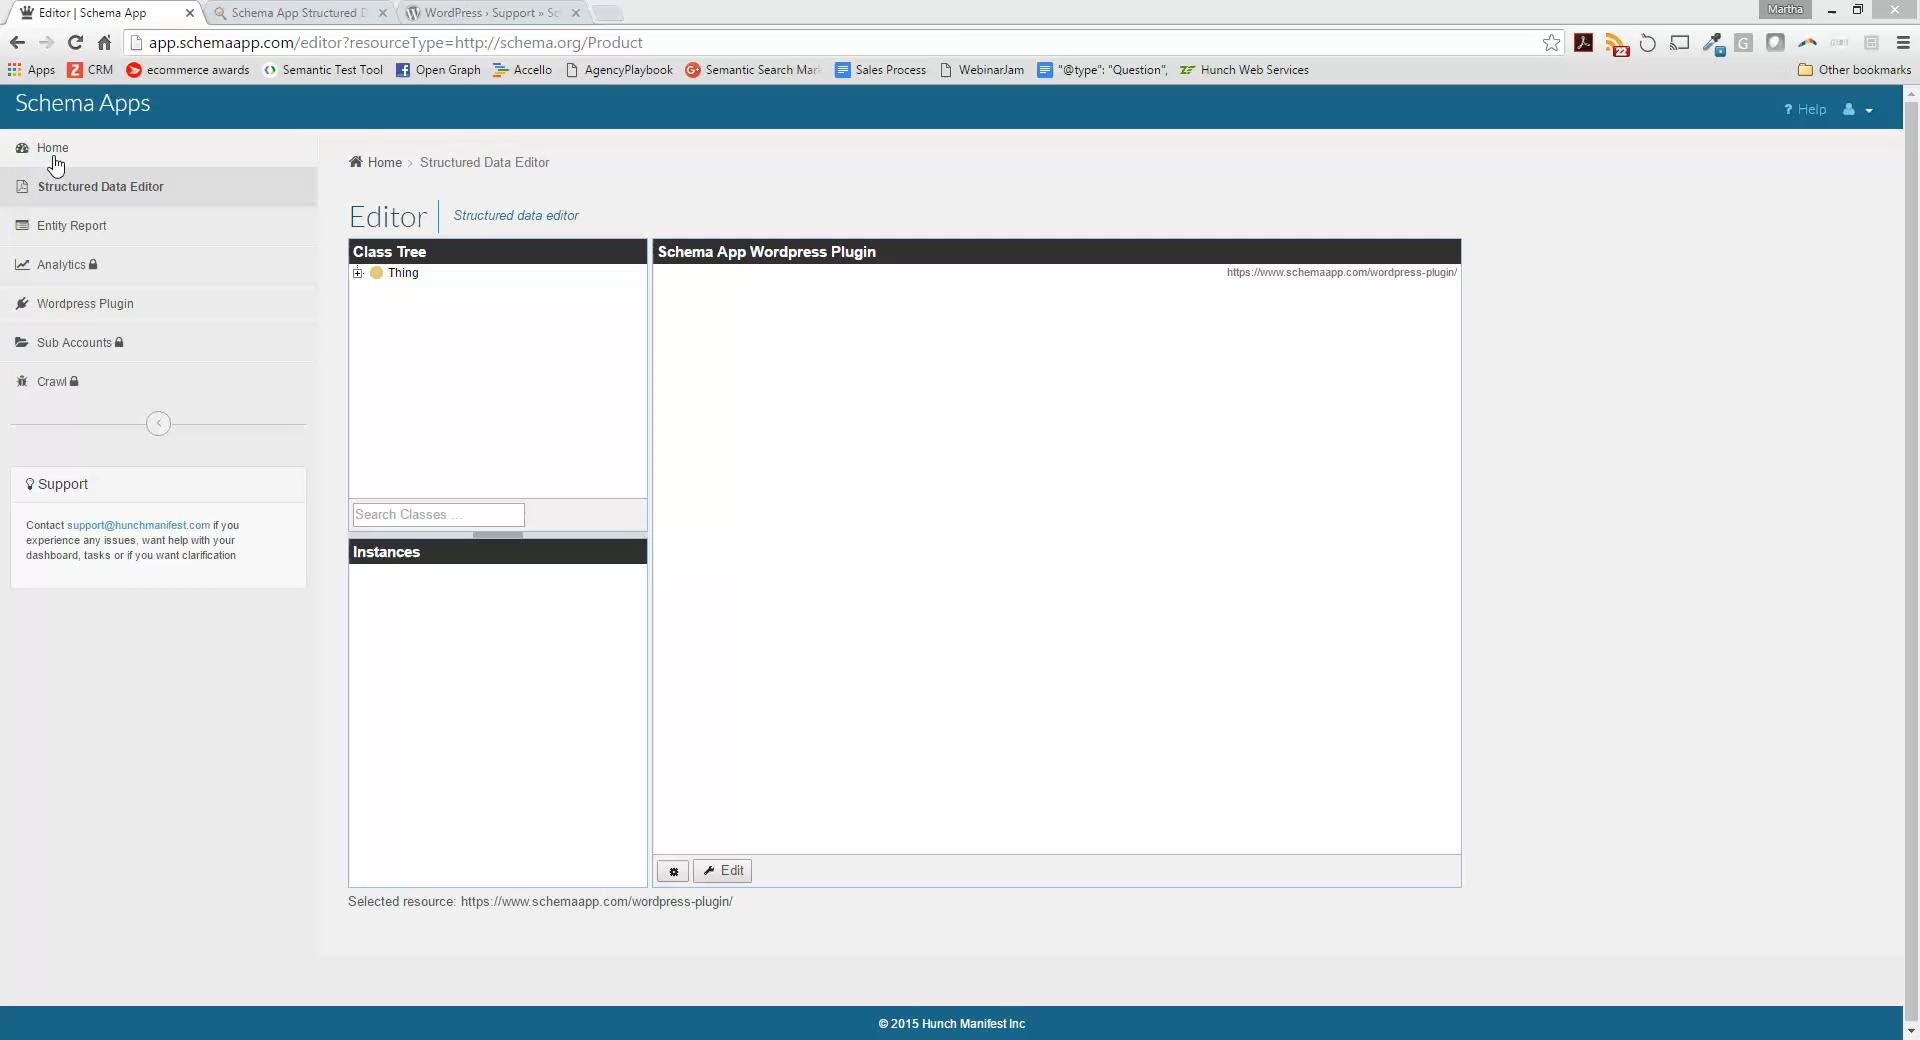 Editor | Schema App
Schema App Structured D
WordPress › Support » Sc
Martha
app.schemaapp.com/editor?resourceType=http://schema.org/Product
22
G
Apps
CRM
ecommerce awards
Semantic Test Tool
Open Graph
Accello
AgencyPlaybook
Semantic Search Mark
Sales Process
WebinarJam
"@type": "Question",
Hunch Web Services
Other bookmarks
Schema Apps
? Help
Home
Structured Data Editor
Entity Report
Analytics
Wordpress Plugin
Sub Accounts
Crawl
Support
Contact support@hunchmanifest.com if you
experience any issues, want help with your
dashboard, tasks or if you want clarification
Home > Structured Data Editor
Editor
Structured data editor
Class Tree
Thing
Search Classes ...
Instances
Schema App Wordpress Plugin
https://www.schemaapp.com/wordpress-plugin/
Edit
Selected resource: https://www.schemaapp.com/wordpress-plugin/
© 2015 Hunch Manifest Inc